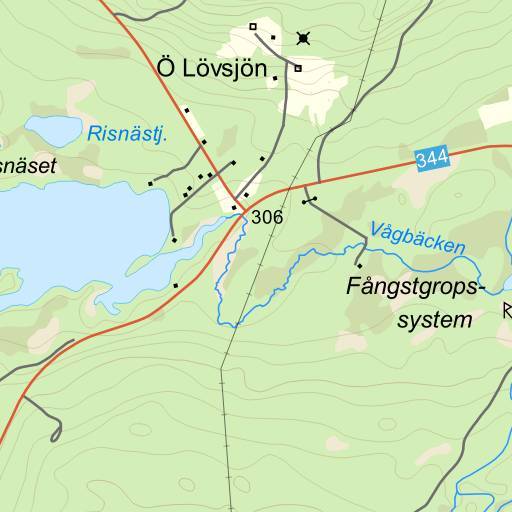 Ö Lövsjön
Risnästj.
snäset
344
306
Vågbäcken
Fångstgrops-
system